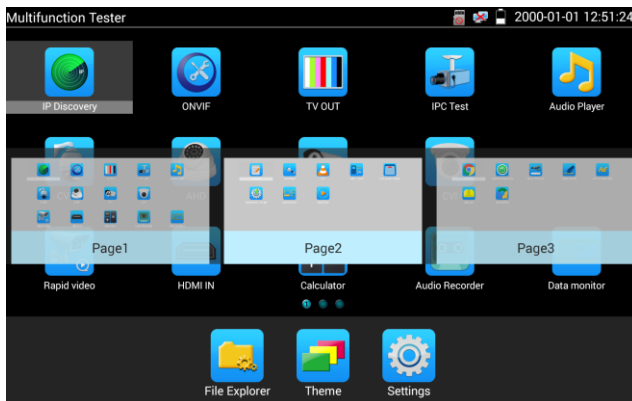 Multifunction Tester 2000-01-01 12:51:24
IP Discovery ONVIF TV OUT IPC Test Audio Player
AHD
Page1 Page2 Page3
Rapid video HDMI IN Calculator Audio Recorder Data monitor
File Explorer Theme Settings